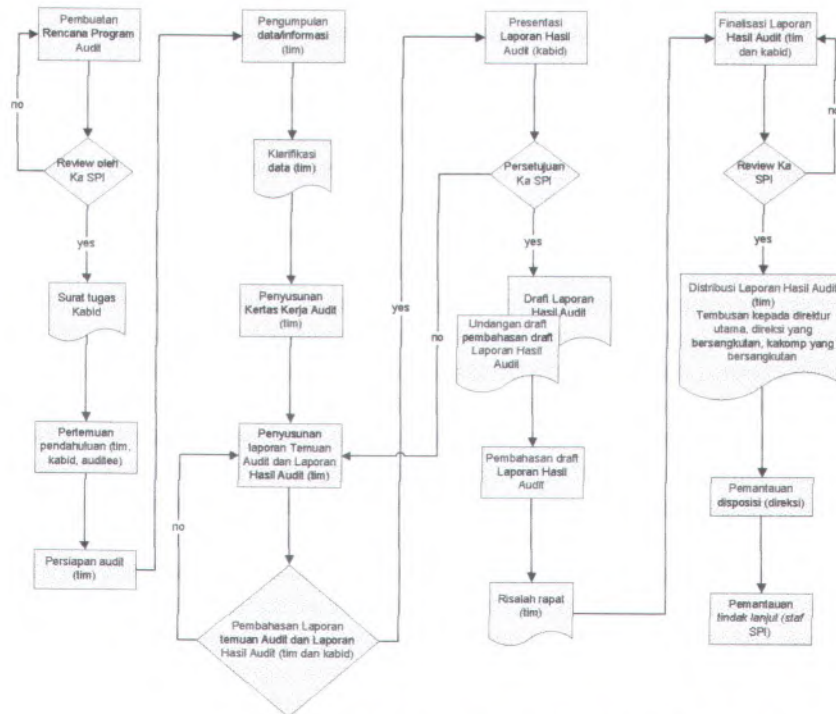 Pembuatan
Rencana Program
Audit
no
Review oleh
Ka SPI
yes
Surat tugas
Kabid
Pertemuan
pendahuluan (tim,
kabid, auditee)
Persiapan audit
(tim)
Pengumpulan
data/informasi
(tim)
Klarifikasi
data (tim)
Penyusunan
Kertas Kerja Audit
(tim)
Penyusunan
laporan Temuan
Audit dan Laporan
Hasil Audit (tim)
no
Pembahasan Laporan
temuan Audit dan Laporan
Hasil Audit (tim dan kabid)
yes
Presentasi
Laporan Hasil
Audit (kabid)
Persetujuan
Ka SPI
no
yes
Draft Laporan
Hasil Audit
Undangan draft
pembahasan draft
Laporan Hasil
Audit
Pembahasan draft
Laporan Hasil
Audit
Risalah rapat
(tim)
Finalisasi Laporan
Hasil Audit (tim
dan kabid)
no
Review Ka
SPI
yes
Distribusi Laporan Hasil Audit
(tim)
Tembusan kepada direktur
utama, direksi yang
bersangkutan, kakomp yang
bersangkutan
Pemantauan
disposisi (direksi)
Pemantauan
tindak lanjut (staf
SPI)